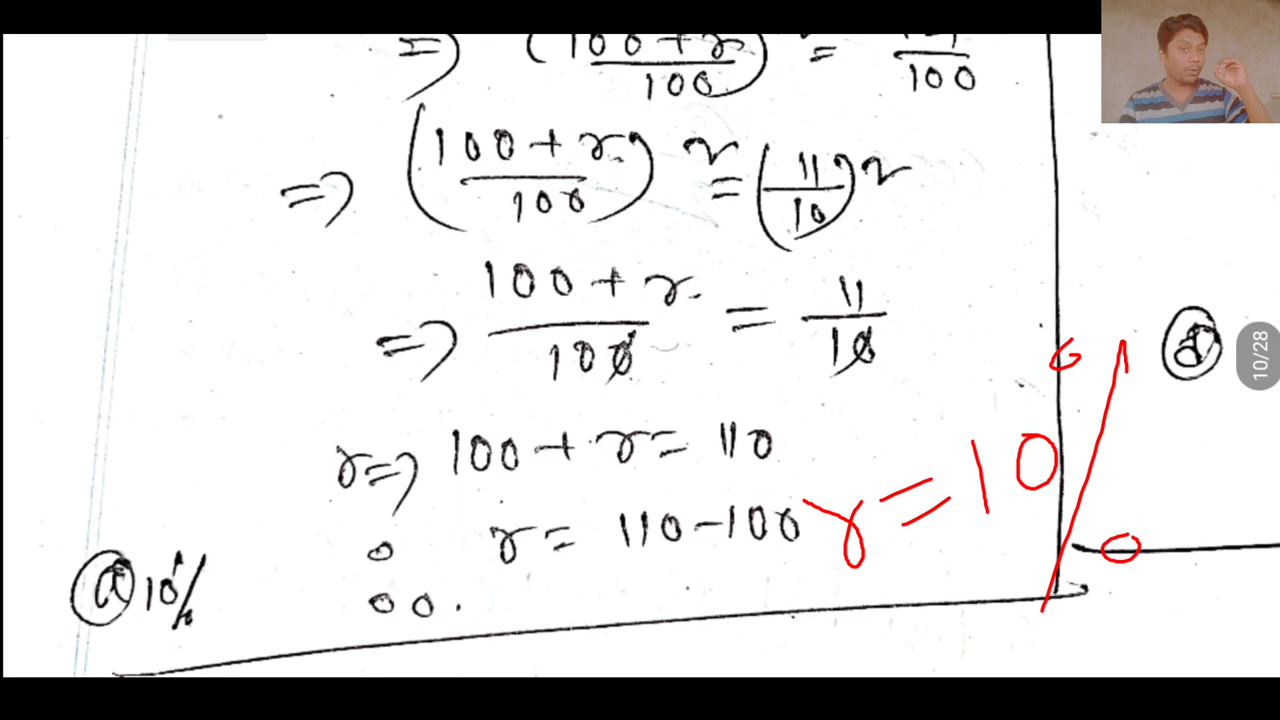 => (100 + r / 100)² = 121 / 100
=> (100 + r / 100)² = (11 / 10)²
=> 100 + r / 100 = 11 / 10
r => 100 + r = 110
r = 110 - 100
r = 10%
10%
10/28